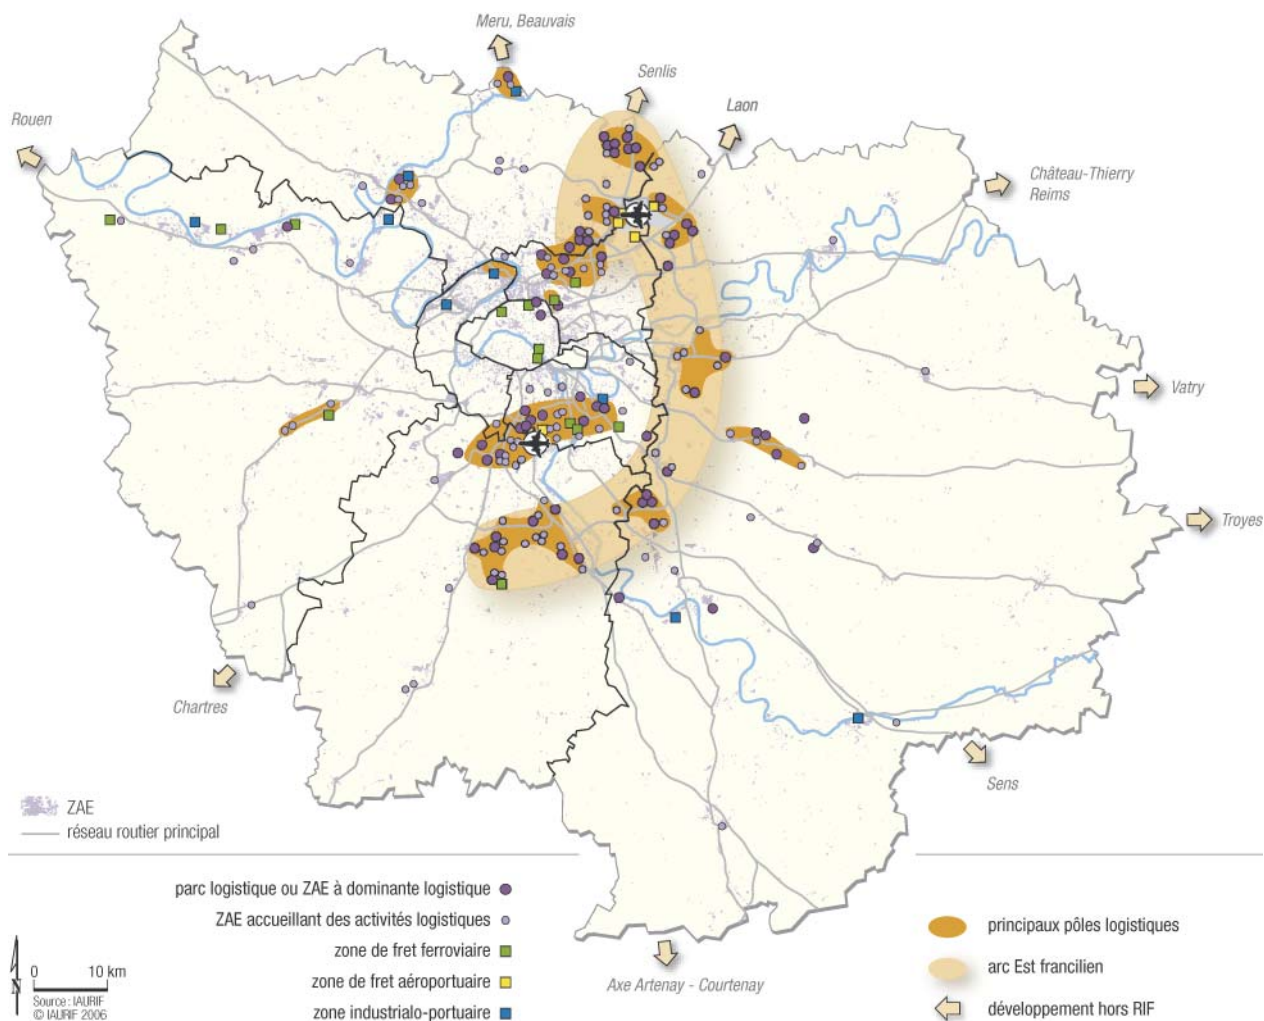 Meru, Beauvais
Senlis
Laon
Rouen
Château-Thierry
Reims
Vatry
Troyes
Chartres
Sens
Axe Artenay - Courtenay
ZAE
réseau routier principal
parc logistique ou ZAE à dominante logistique
ZAE accueillant des activités logistiques
zone de fret ferroviaire
zone de fret aéroportuaire
zone industrialo-portuaire
principaux pôles logistiques
arc Est francilien
développement hors RIF
N
0 10 km
Source : IAURIF
© IAURIF 2006